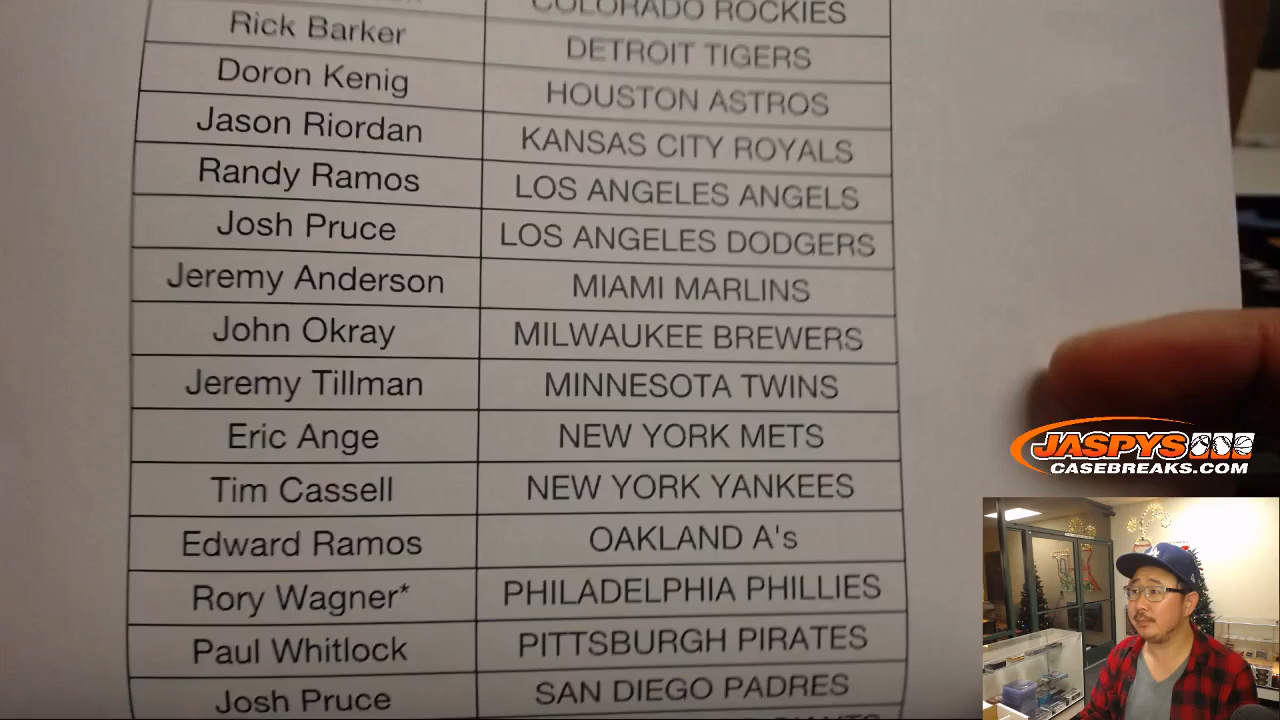 COLORADO ROCKIES
Rick Barker DETROIT TIGERS
Doron Kenig HOUSTON ASTROS
Jason Riordan KANSAS CITY ROYALS
Randy Ramos LOS ANGELES ANGELS
Josh Pruce LOS ANGELES DODGERS
Jeremy Anderson MIAMI MARLINS
John Okray MILWAUKEE BREWERS
Jeremy Tillman MINNESOTA TWINS
Eric Ange NEW YORK METS
Tim Cassell NEW YORK YANKEES
Edward Ramos OAKLAND A's
Rory Wagner* PHILADELPHIA PHILLIES
Paul Whitlock PITTSBURGH PIRATES
Josh Pruce SAN DIEGO PADRES
JASPYS
CASEBREAKS.COM